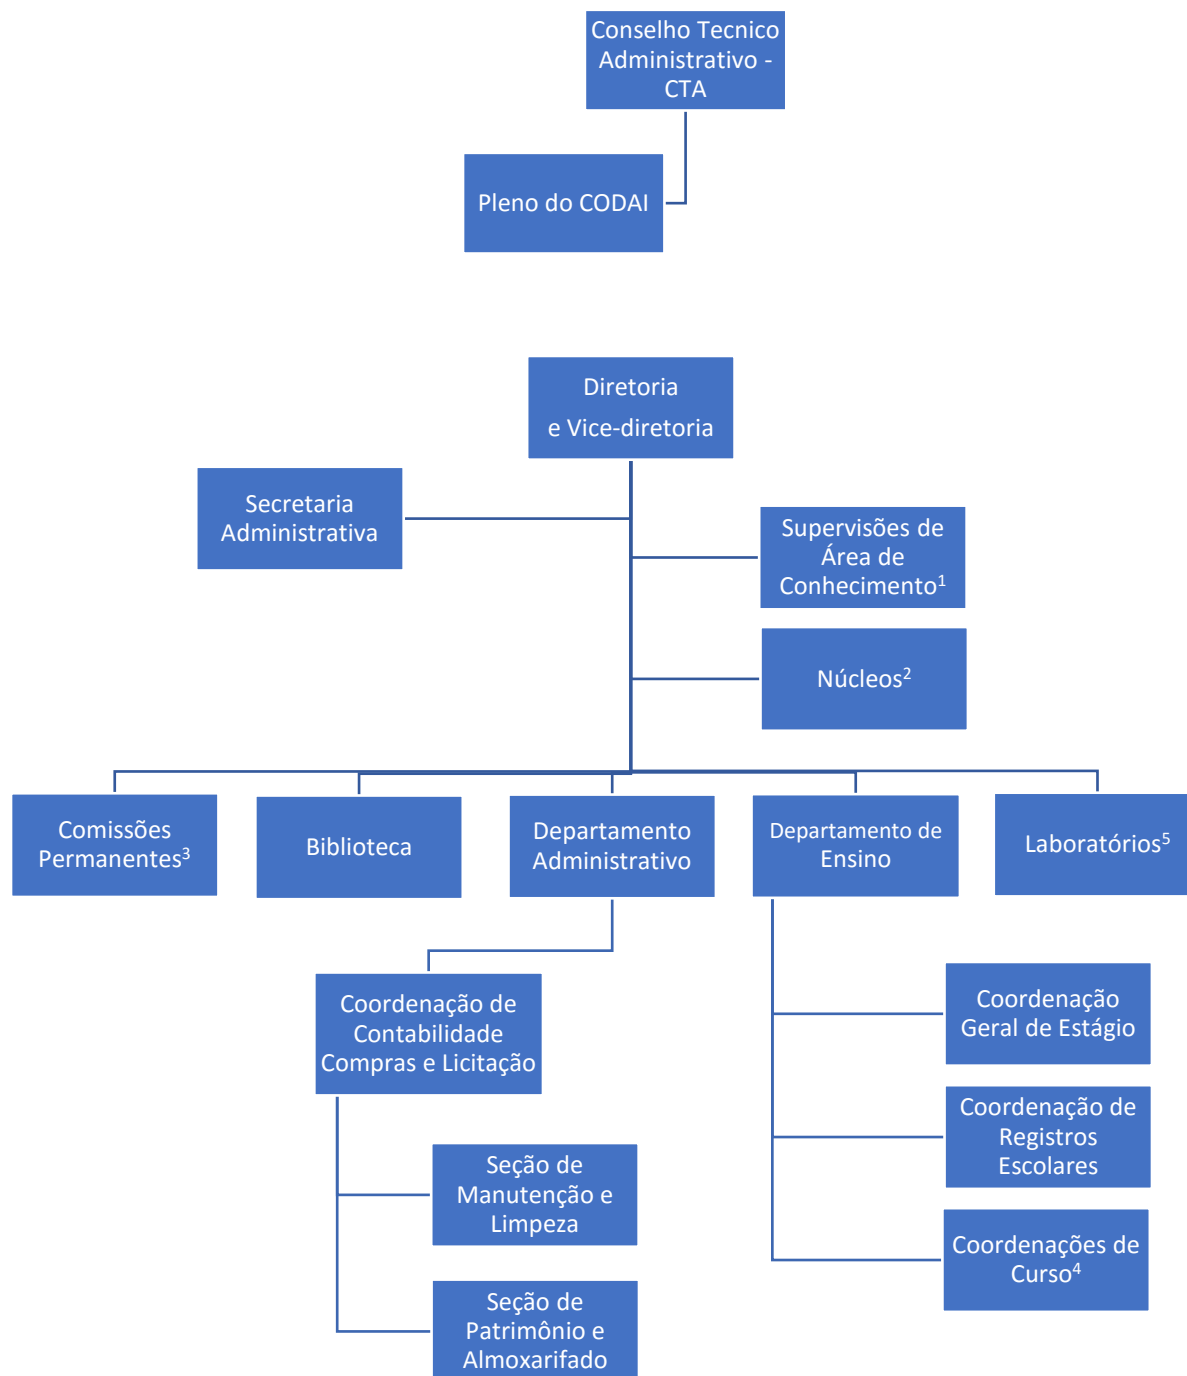 Conselho Tecnico
Administrativo -
CTA
Pleno do CODAI
Diretoria
e Vice-diretoria
Secretaria
Administrativa
Supervisões de
Área de
Conhecimento¹
Núcleos²
Comissões
Permanentes³
Biblioteca
Departamento
Administrativo
Departamento de
Ensino
Laboratórios⁵
Coordenação de
Contabilidade
Compras e Licitação
Coordenação
Geral de Estágio
Coordenação de
Registros
Escolares
Seção de
Manutenção e
Limpeza
Coordenações de
Curso⁴
Seção de
Patrimônio e
Almoxarifado